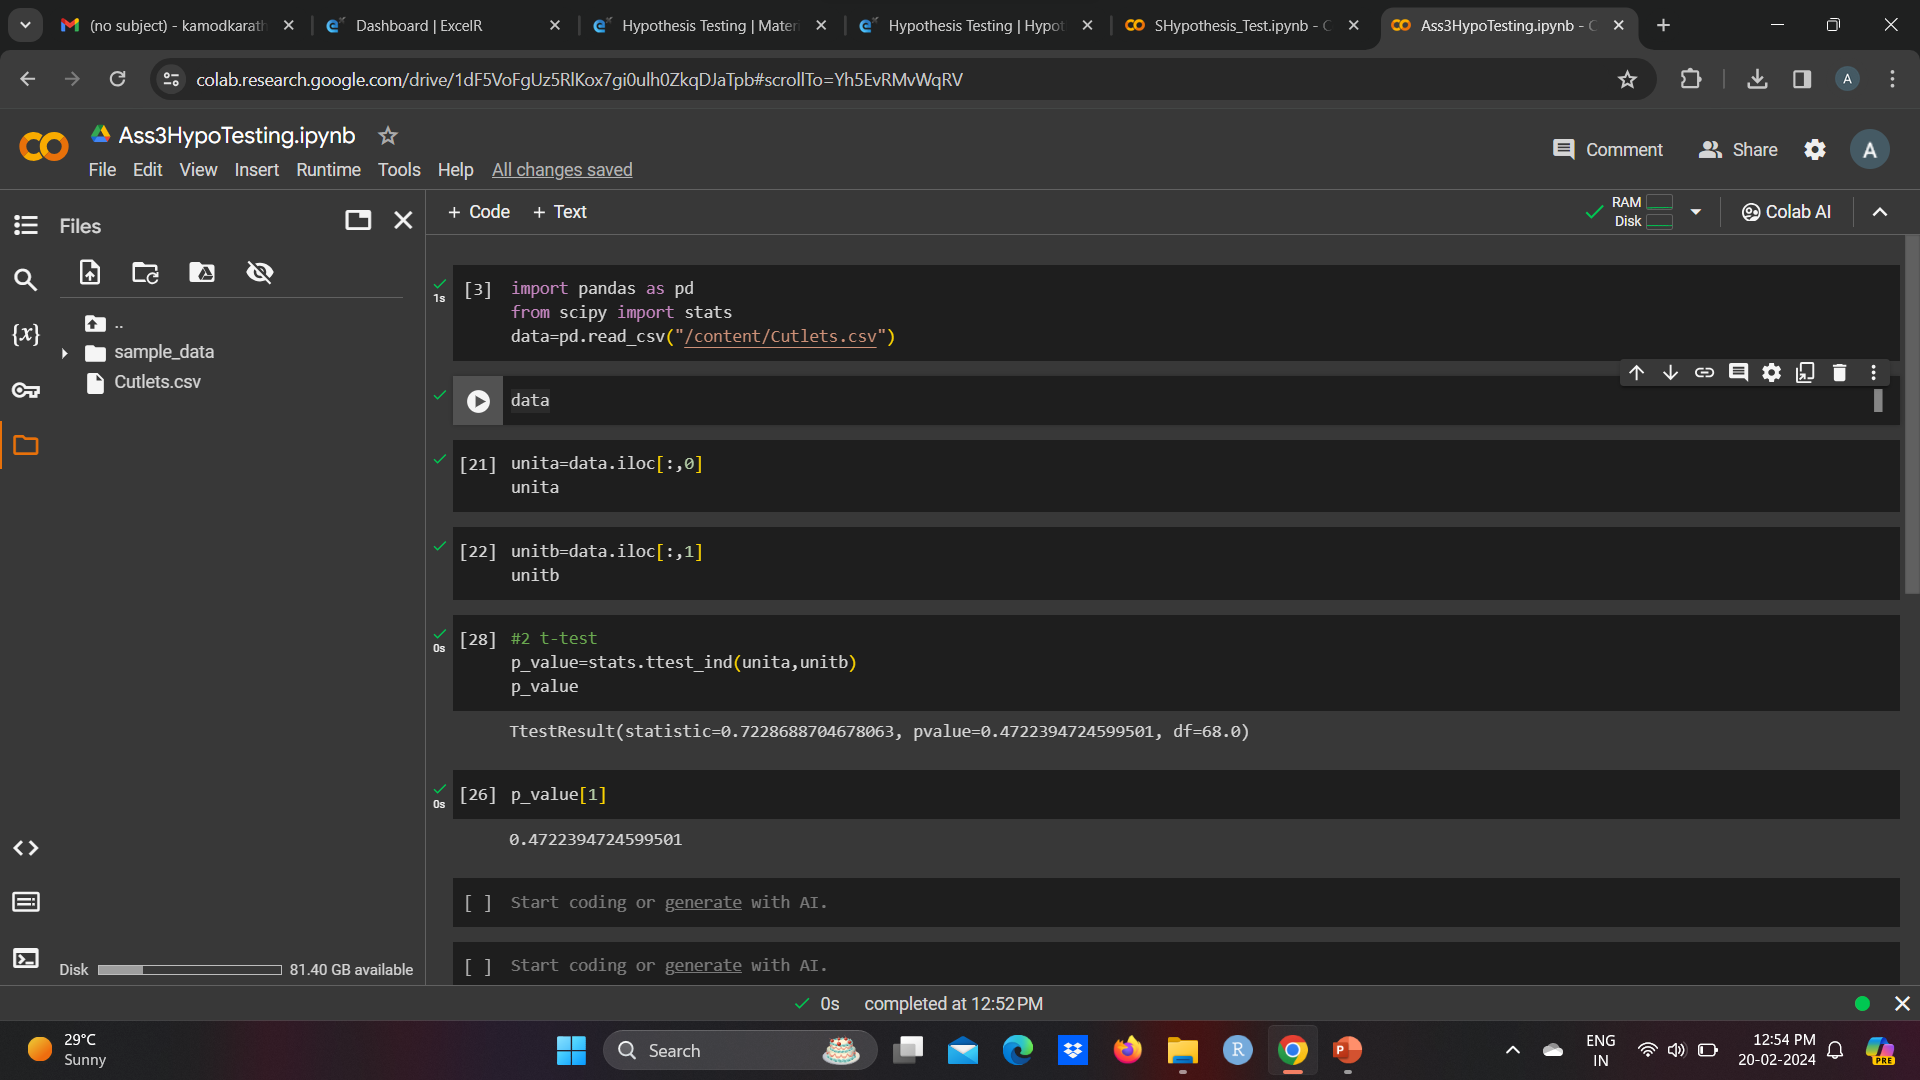 (no subject) - kamodkarath
Dashboard | ExcelR
Hypothesis Testing | Mater
Hypothesis Testing | Hypot
SHypothesis_Test.ipynb - C
Ass3HypoTesting.ipynb - C
colab.research.google.com/drive/1dF5VoFgUz5RlKox7gi0ulh0ZkqDJaTpb#scrollTo=Yh5EvRMvWqRV
A
Ass3HypoTesting.ipynb
Comment
Share
A
File Edit View Insert Runtime Tools Help All changes saved
Files
+ Code + Text
RAM
Disk
Colab AI
..
sample_data
Cutlets.csv
{x}
1s
[3] import pandas as pd
from scipy import stats
data=pd.read_csv("/content/Cutlets.csv")
data
[21] unita=data.iloc[:,0]
unita
[22] unitb=data.iloc[:,1]
unitb
0s
[28] #2 t-test
p_value=stats.ttest_ind(unita,unitb)
p_value
TtestResult(statistic=0.7228688704678063, pvalue=0.4722394724599501, df=68.0)
0s
[26] p_value[1]
0.4722394724599501
[ ] Start coding or generate with AI.
[ ] Start coding or generate with AI.
Disk 81.40 GB available
0s completed at 12:52 PM
29°C
Sunny
Search
R
P
ENG
IN
12:54 PM
20-02-2024
PRE